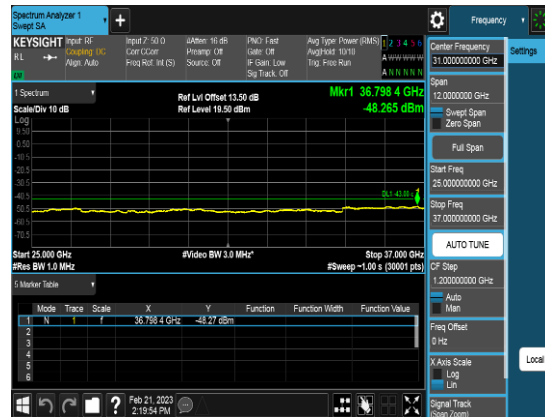 Spectrum Analyzer 1
Swept SA
Frequency
KEYSIGHT
RL
Input: RF
Coupling: DC
Align: Auto
Input Z: 50 Ω
Corr CCorr
Freq Ref: Int (S)
#Atten: 16 dB
Preamp: Off
Source: Off
PNO: Fast
Gate: Off
IF Gain: Low
Sig Track: Off
Avg Type: Power (RMS)
Avg|Hold: 10/10
Trig: Free Run
1 2 3 4 5 6
A W W W W W
A N N N N N
1 Spectrum
Scale/Div 10 dB
Ref Lvl Offset 13.50 dB
Ref Level 19.50 dBm
Mkr1 36.798 4 GHz
-48.265 dBm
Log
9.50
0.50
-10.5
-20.5
-30.5
-40.5
-50.5
-60.5
-70.5
Start 25.000 GHz
#Res BW 1.0 MHz
#Video BW 3.0 MHz*
Stop 37.000 GHz
#Sweep ~1.00 s (30001 pts)
5 Marker Table
Mode Trace Scale X Y Function Function Width Function Value
1 N 1 f 36.798 4 GHz -48.27 dBm
2
3
4
5
6
Feb 21, 2023
2:19:54 PM
Center Frequency
31.000000000 GHz
Settings
Span
12.0000000 GHz
Swept Span
Zero Span
Full Span
Start Freq
25.000000000 GHz
Stop Freq
37.000000000 GHz
AUTO TUNE
CF Step
1.200000000 GHz
Auto
Man
Freq Offset
0 Hz
X Axis Scale
Log
Lin
Local
Signal Track
(Span Zoom)